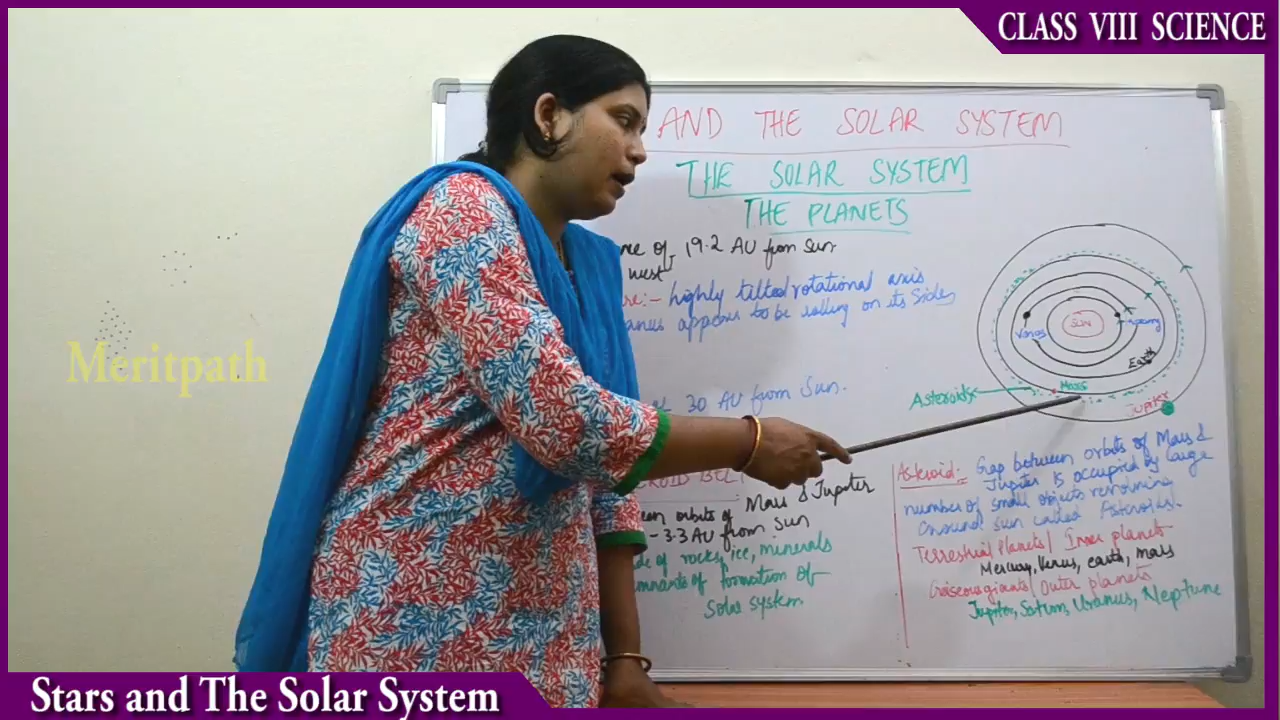 CLASS VIII SCIENCE
AND THE SOLAR SYSTEM
THE SOLAR SYSTEM
THE PLANETS
of 19.2 AU from Sun.
west
:- highly tilted rotational axis
appears to be rolling on its sides
30 AU from Sun.
orbits of Mars & Jupiter
- 3.3 AU from Sun
of rocks, ice, minerals
of formation of
Solar system.
SUN
Venus
Earth
Mars
Asteroids
Jupiter
Asteroid:- Gap between orbits of Mars &
Jupiter is occupied by large
number of small objects revolving
around sun called Asteroids.
Terrestrial Planets/ Inner planets
Mercury, Venus, earth, Mars
Gaseous giants/ Outer planets
Jupiter, Saturn, Uranus, Neptune
Meritpath
Stars and The Solar System